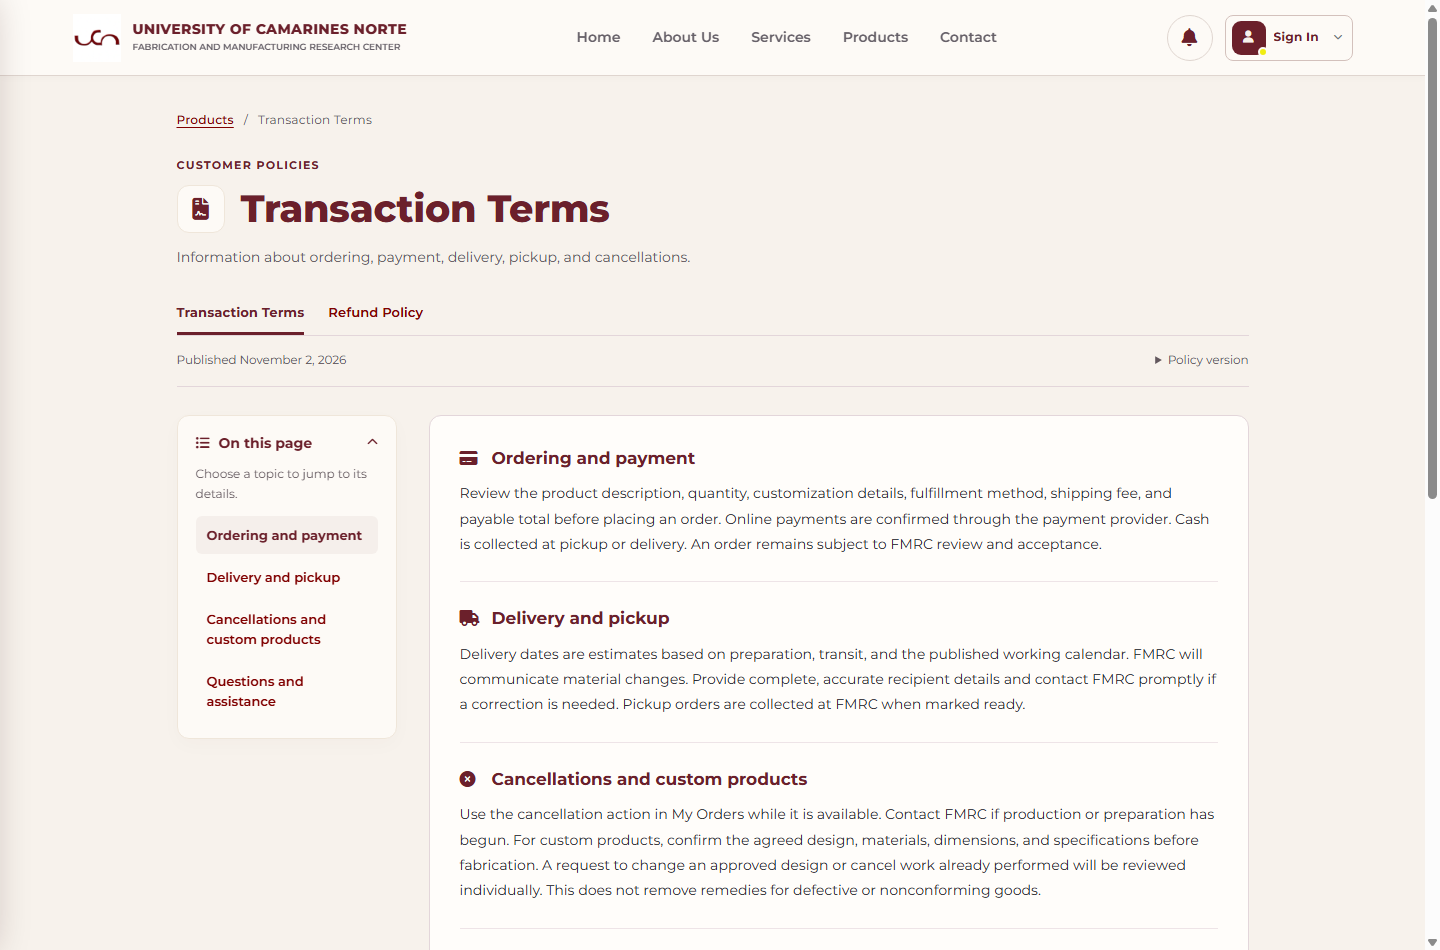 ucn
UNIVERSITY OF CAMARINES NORTE
FABRICATION AND MANUFACTURING RESEARCH CENTER
Home
About Us
Services
Products
Contact
Sign In
Products / Transaction Terms
CUSTOMER POLICIES
Transaction Terms
Information about ordering, payment, delivery, pickup, and cancellations.
Transaction Terms
Refund Policy
Published November 2, 2026
Policy version
On this page
Choose a topic to jump to its
details.
Ordering and payment
Delivery and pickup
Cancellations and
custom products
Questions and
assistance
Ordering and payment
Review the product description, quantity, customization details, fulfillment method, shipping fee, and
payable total before placing an order. Online payments are confirmed through the payment provider. Cash
is collected at pickup or delivery. An order remains subject to FMRC review and acceptance.
Delivery and pickup
Delivery dates are estimates based on preparation, transit, and the published working calendar. FMRC will
communicate material changes. Provide complete, accurate recipient details and contact FMRC promptly if
a correction is needed. Pickup orders are collected at FMRC when marked ready.
Cancellations and custom products
Use the cancellation action in My Orders while it is available. Contact FMRC if production or preparation has
begun. For custom products, confirm the agreed design, materials, dimensions, and specifications before
fabrication. A request to change an approved design or cancel work already performed will be reviewed
individually. This does not remove remedies for defective or nonconforming goods.